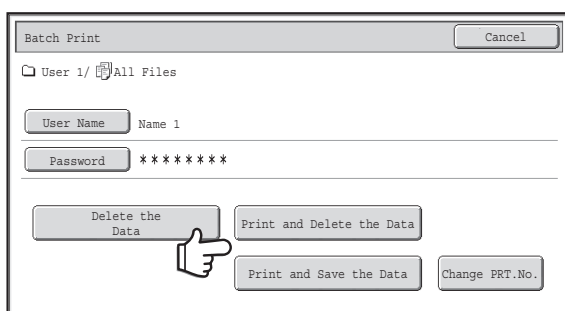 Batch Print
Cancel
User 1/ All Files
User Name
Name 1
Password
********
Delete the
Data
Print and Delete the Data
Print and Save the Data
Change PRT.No.